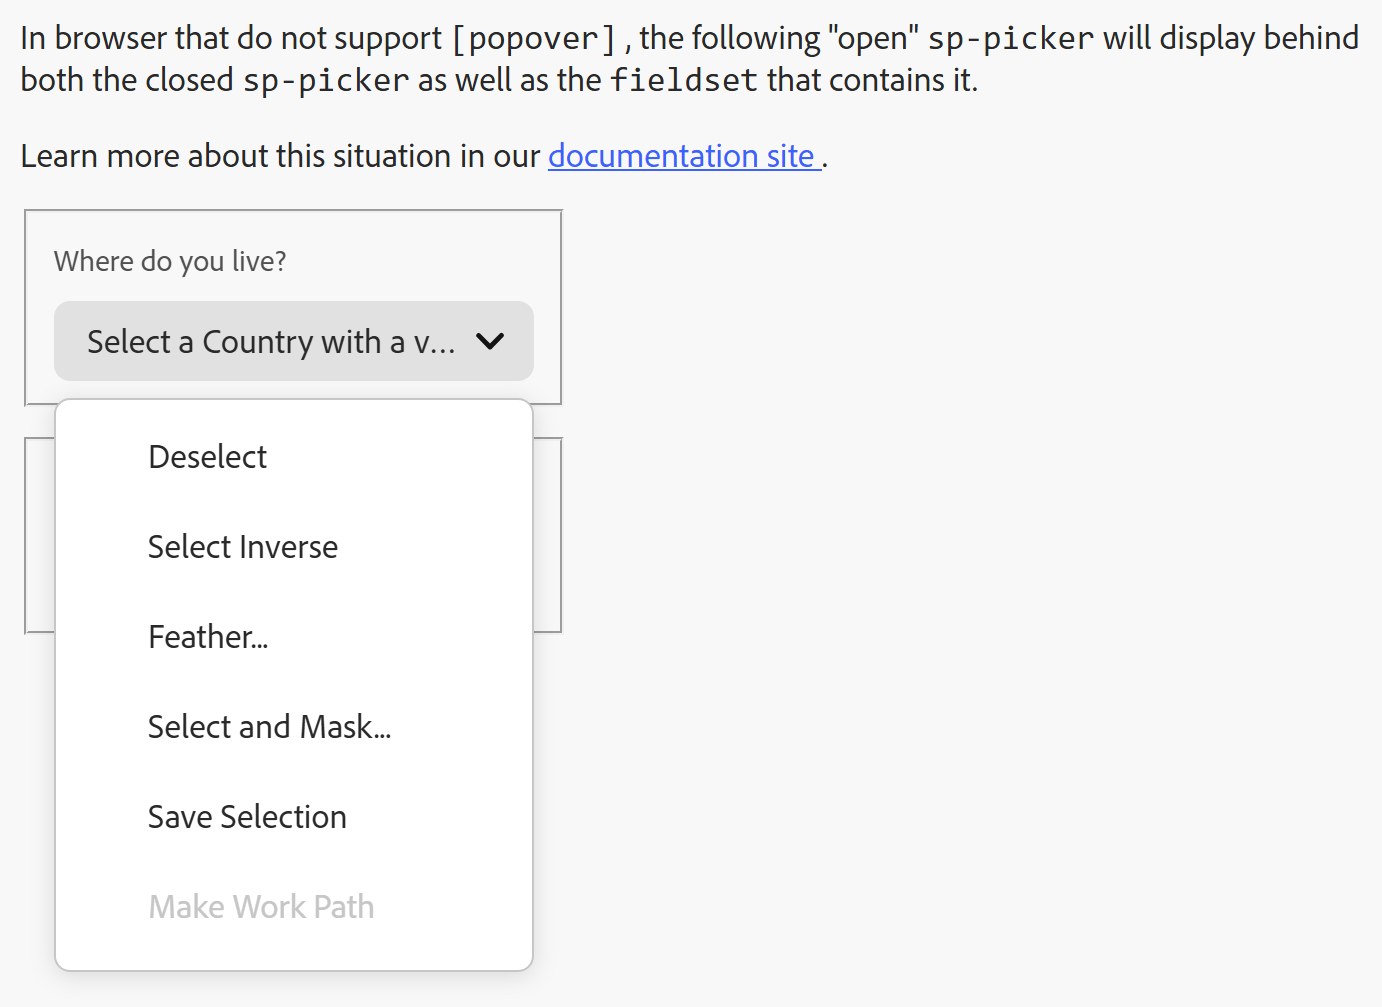 In browser that do not support [popover], the following "open" sp-picker will display behind
both the closed sp-picker as well as the fieldset that contains it.
Learn more about this situation in our documentation site .
Where do you live?
Select a Country with a v...
Deselect
Select Inverse
Feather...
Select and Mask...
Save Selection
Make Work Path